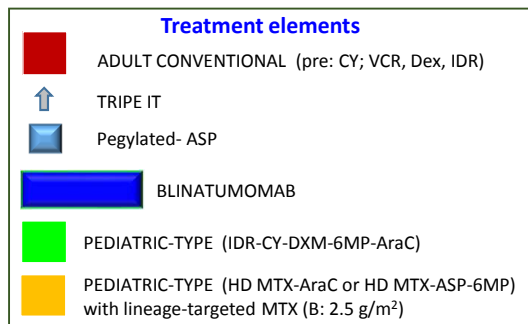 Treatment elements
ADULT CONVENTIONAL (pre: CY; VCR, Dex, IDR)
TRIPE IT
Pegylated- ASP
BLINATUMOMAB
PEDIATRIC-TYPE (IDR-CY-DXM-6MP-AraC)
PEDIATRIC-TYPE (HD MTX-AraC or HD MTX-ASP-6MP)
with lineage-targeted MTX (B: 2.5 g/m²)